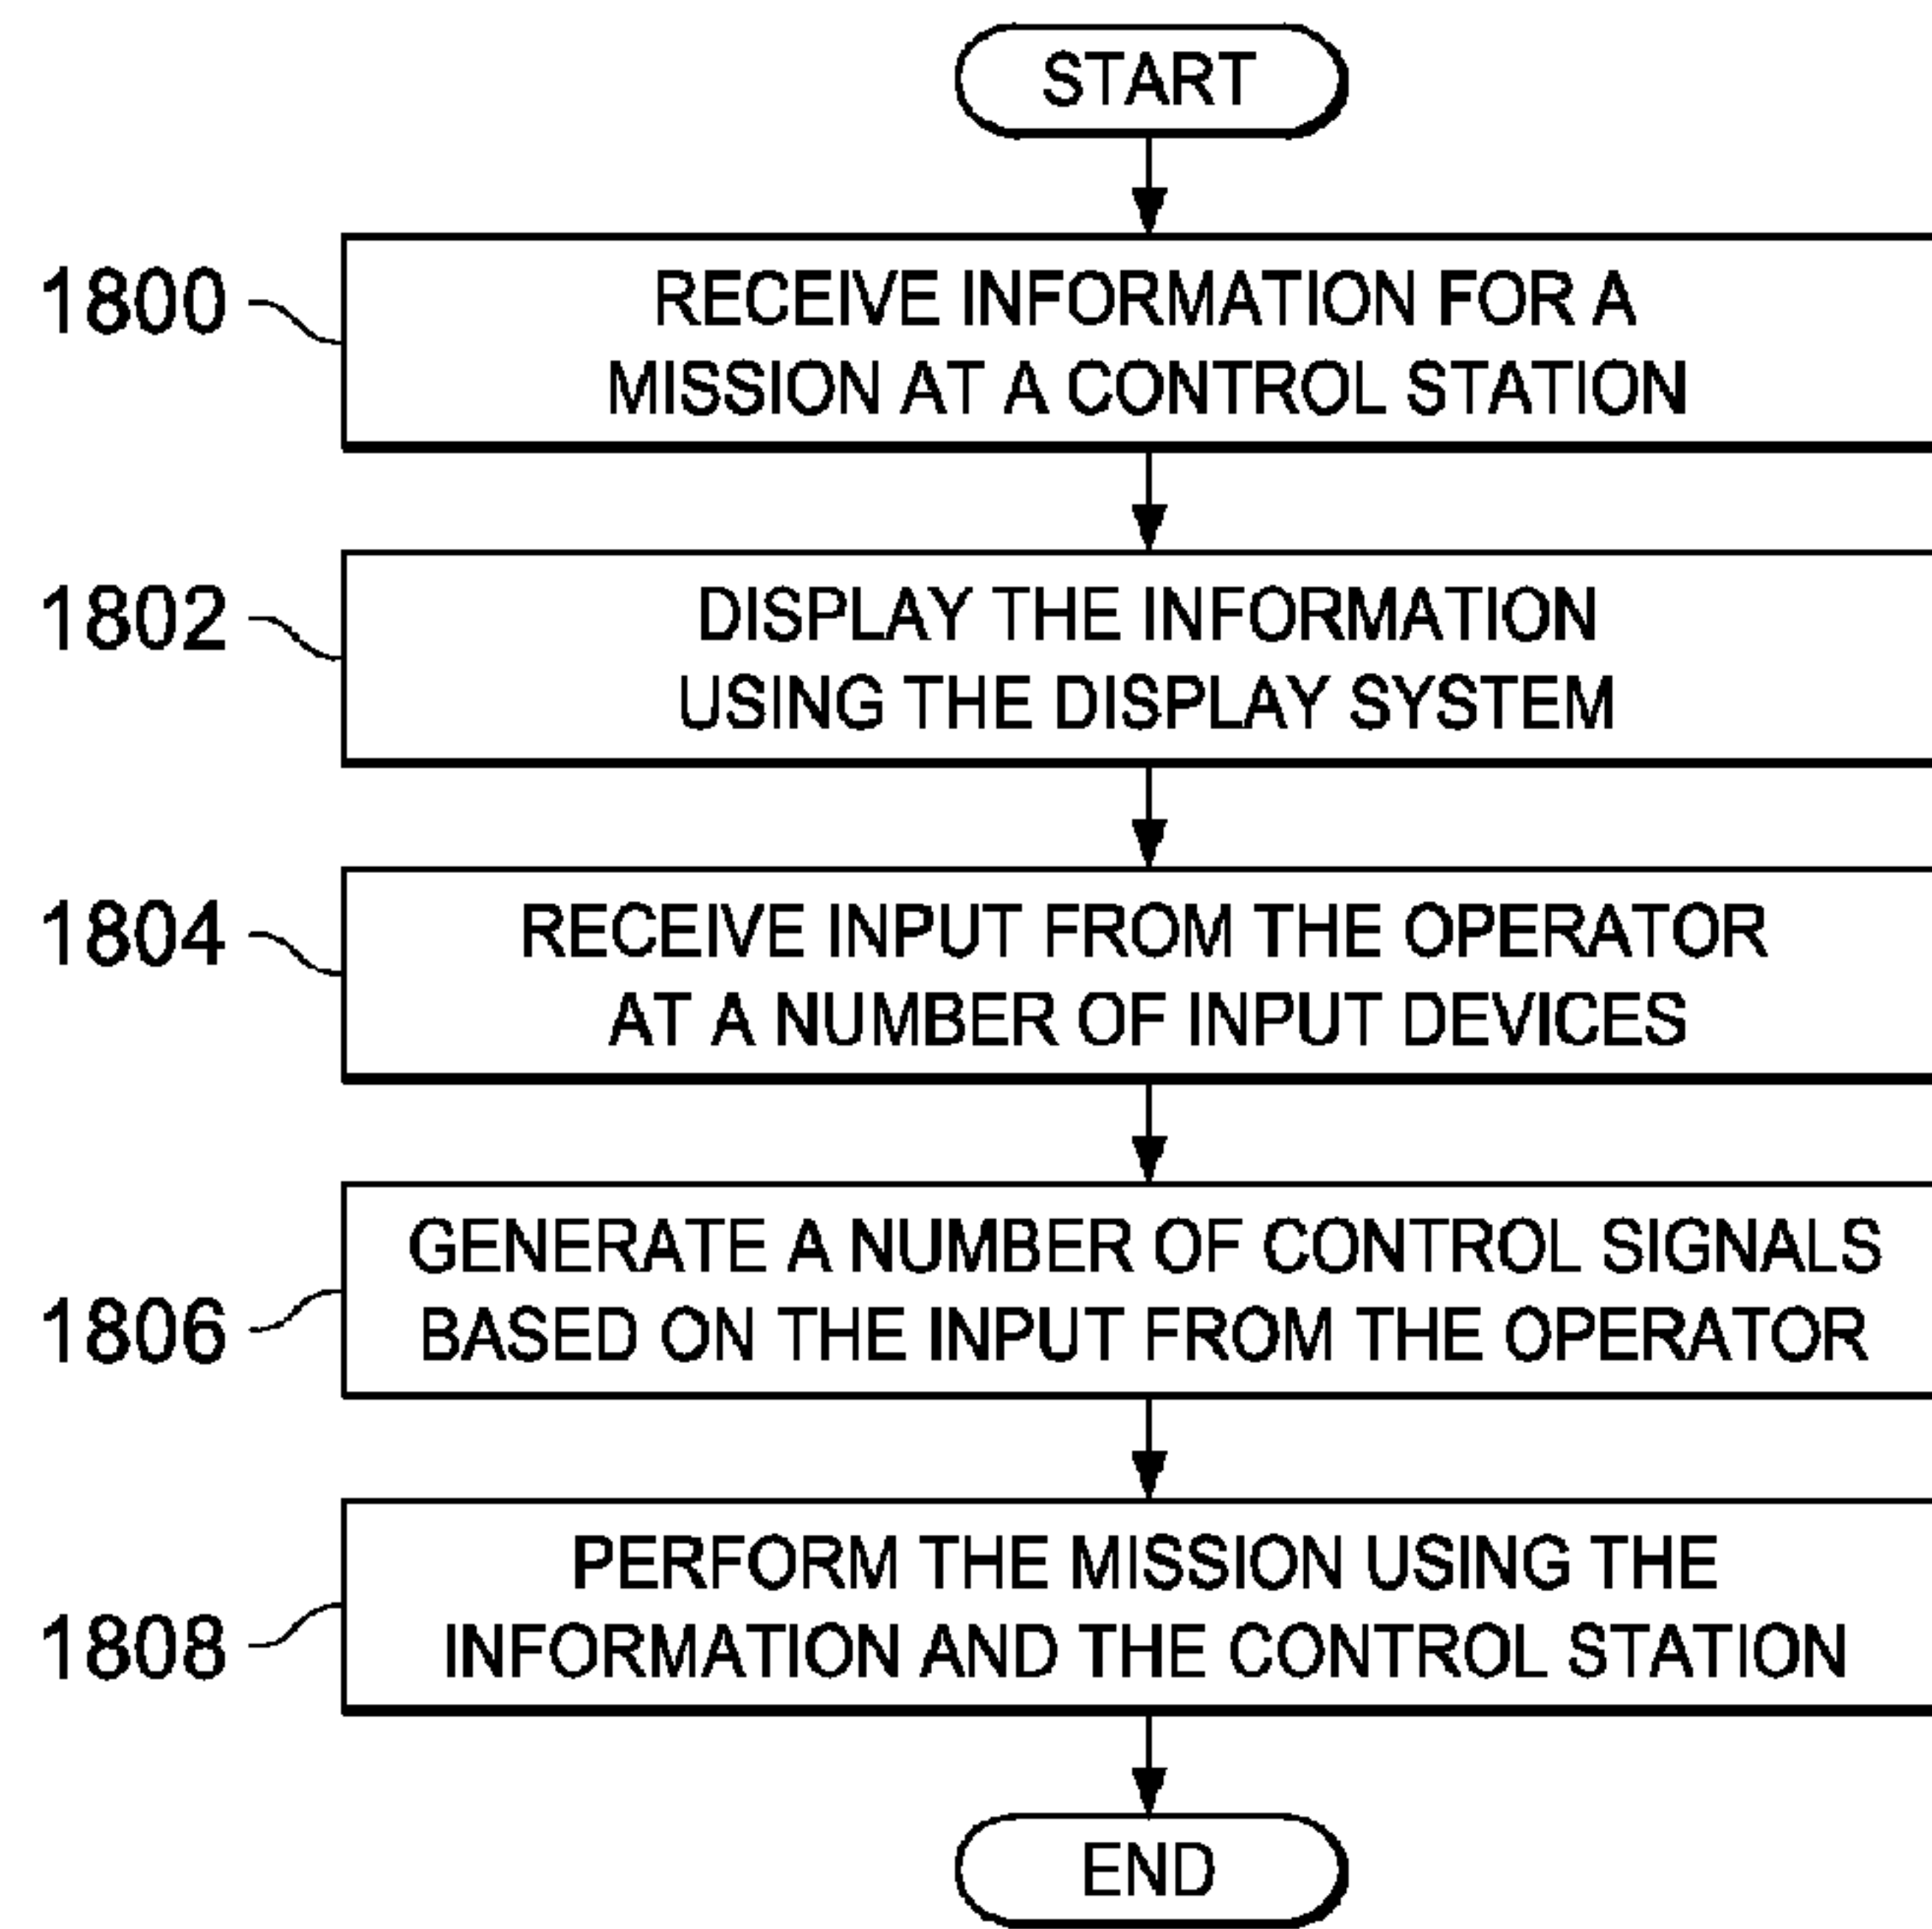 START
1800
RECEIVE INFORMATION FOR A
MISSION AT A CONTROL STATION
1802
DISPLAY THE INFORMATION
USING THE DISPLAY SYSTEM
1804
RECEIVE INPUT FROM THE OPERATOR
AT A NUMBER OF INPUT DEVICES
1806
GENERATE A NUMBER OF CONTROL SIGNALS
BASED ON THE INPUT FROM THE OPERATOR
1808
PERFORM THE MISSION USING THE
INFORMATION AND THE CONTROL STATION
END